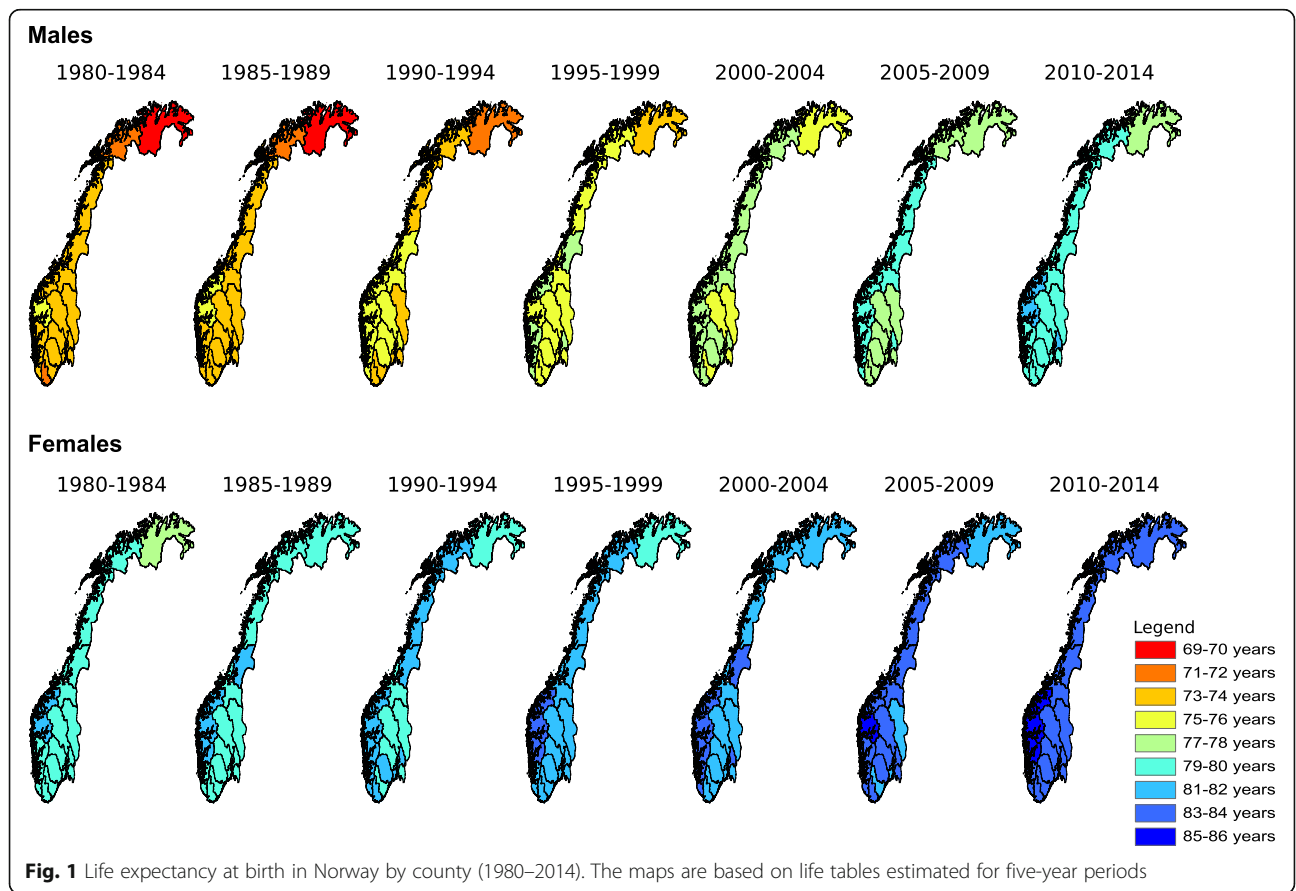 Males
1980-1984 1985-1989 1990-1994 1995-1999 2000-2004 2005-2009 2010-2014
Females
1980-1984 1985-1989 1990-1994 1995-1999 2000-2004 2005-2009 2010-2014
Legend
69-70 years
71-72 years
73-74 years
75-76 years
77-78 years
79-80 years
81-82 years
83-84 years
85-86 years
Fig. 1 Life expectancy at birth in Norway by county (1980–2014). The maps are based on life tables estimated for five-year periods